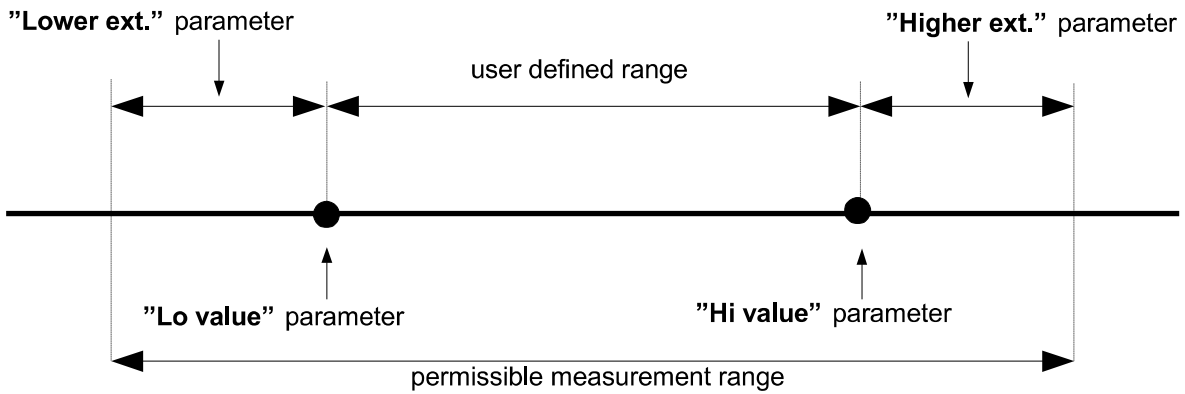 ”Lower ext.” parameter
”Higher ext.” parameter
user defined range
”Lo value” parameter
”Hi value” parameter
permissible measurement range